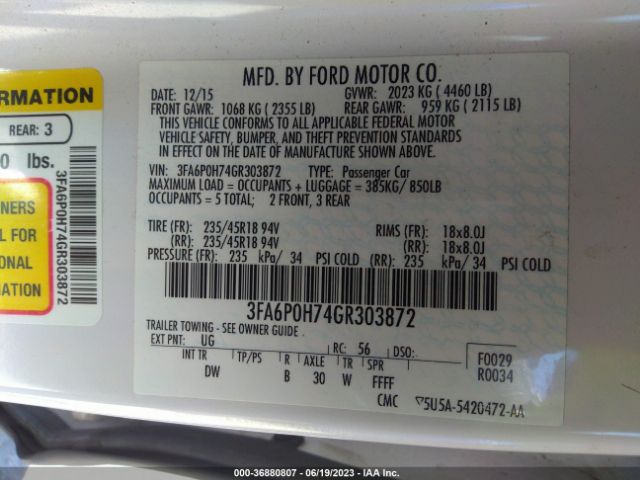 ORMATION
REAR: 3
0 lbs.
NERS
L FOR
ONAL
ATION
3FA6P0H74GR303872
MFD. BY FORD MOTOR CO.
DATE: 12/15 GVWR: 2023 KG ( 4460 LB)
FRONT GAWR: 1068 KG ( 2355 LB) REAR GAWR: 959 KG ( 2115 LB)
THIS VEHICLE CONFORMS TO ALL APPLICABLE FEDERAL MOTOR
VEHICLE SAFETY, BUMPER, AND THEFT PREVENTION STANDARDS
IN EFFECT ON THE DATE OF MANUFACTURE SHOWN ABOVE.
VIN: 3FA6P0H74GR303872 TYPE: Passenger Car
MAXIMUM LOAD = OCCUPANTS + LUGGAGE = 385KG/ 850LB
OCCUPANTS = 5 TOTAL; 2 FRONT, 3 REAR
TIRE (FR): 235/45R18 94V RIMS (FR): 18x8.0J
(RR): 235/45R18 94V (RR): 18x8.0J
PRESSURE (FR): 235 kPa/ 34 PSI COLD (RR): 235 kPa/ 34 PSI COLD
3FA6P0H74GR303872
TRAILER TOWING - SEE OWNER GUIDE
EXT PNT: UG RC: 56 DSO: F0029
INT TR TP/PS R AXLE TR SPR R0034
DW B 30 W FFFF
CMC ▽5U5A-5420472-AA
000-36880807 - 06/19/2023 - IAA Inc.